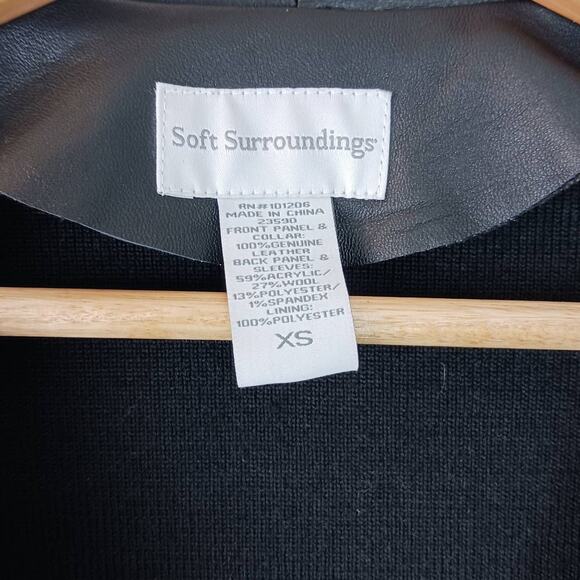 Soft Surroundings
RN#101206
MADE IN CHINA
23590
FRONT PANEL &
COLLAR:
100%GENUINE
LEATHER
BACK PANEL &
SLEEVES:
59%ACRYLIC/
27%WOOL
13%POLYESTER/
1%SPANDEX
LINING:
100%POLYESTER
XS